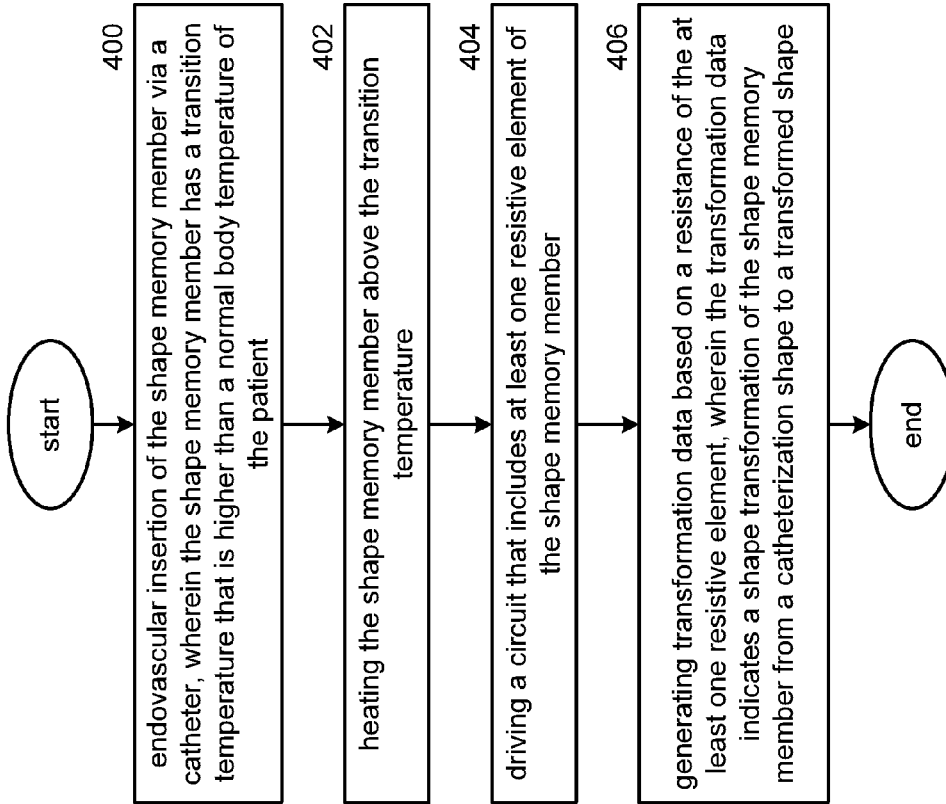 start
400
endovascular insertion of the shape memory member via a
catheter, wherein the shape memory member has a transition
temperature that is higher than a normal body temperature of
the patient
402
heating the shape memory member above the transition
temperature
404
driving a circuit that includes at least one resistive element of
the shape memory member
406
generating transformation data based on a resistance of the at
least one resistive element, wherein the transformation data
indicates a shape transformation of the shape memory
member from a catheterization shape to a transformed shape
end